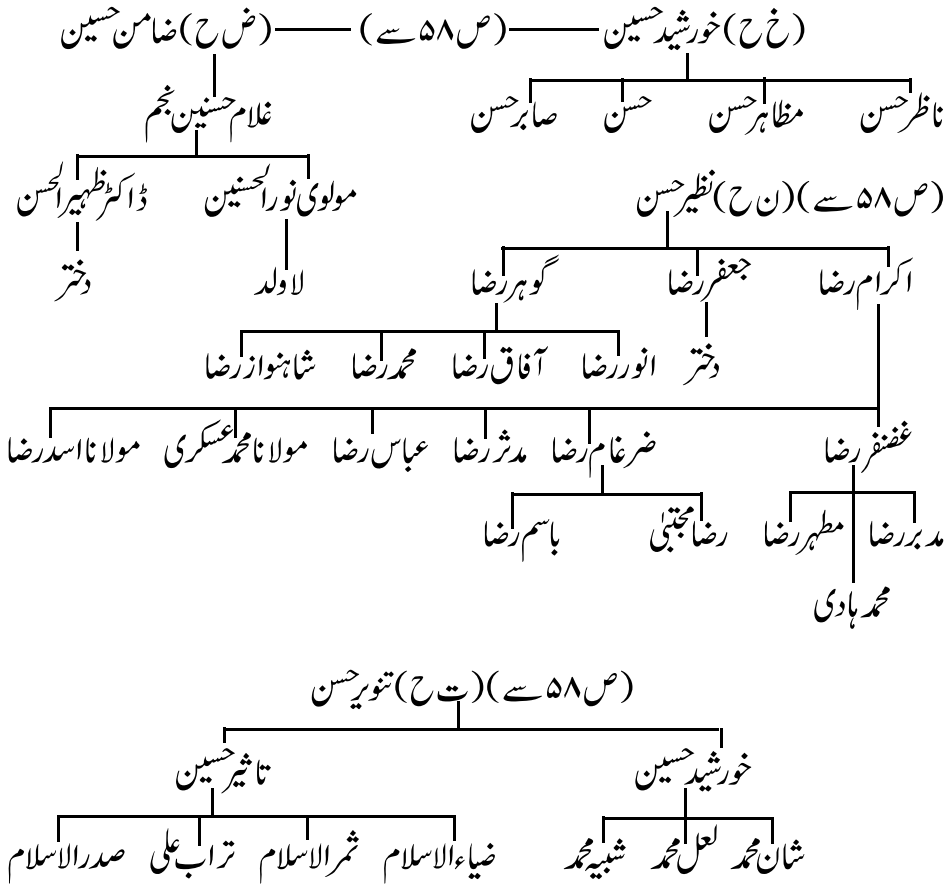 (خ ح) خورشید حسین (ص ۵۸ سے) (ض ح) ضامن حسین
ناظر حسن مظاہر حسن حسن صابر حسن غلام حسنین نجم
(ص ۵۸ سے) (ن ح) نظیر حسن مولوی نور الحسنین ڈاکٹر ظہیر الحسن
اکرام رضا جعفر رضا گوہر رضا لاولد دختر
دختر انور رضا آفاق رضا محمد رضا شاہنواز رضا
غضنفر رضا ضرغام رضا مدثر رضا عباس رضا مولانا محمد عسکری مولانا اسد رضا
مدبر رضا مطہر رضا رضا مجتبیٰ باسم رضا
محمد ہادی
(ص ۵۸ سے) (ت ح) تنویر حسن
خورشید حسین تاثیر حسین
شان محمد لعل محمد شبیہ محمد ضیاء الاسلام ثمر الاسلام تراب علی صدر الاسلام